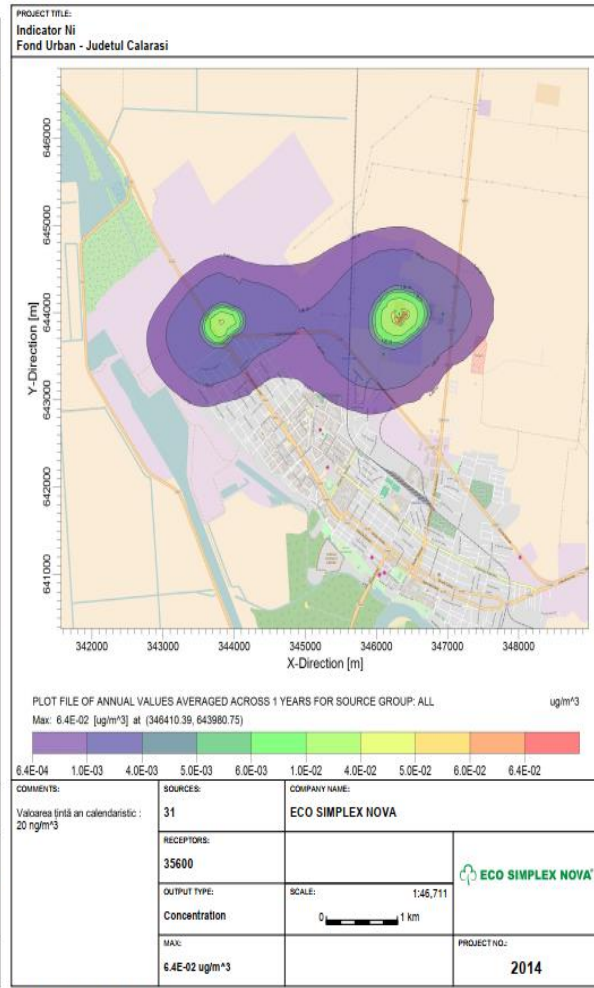 PROJECT TITLE:
Indicator Ni
Fond Urban - Judetul Calarasi
Y-Direction [m]
646000
645000
644000
643000
642000
641000
342000 343000 344000 345000 346000 347000 348000
X-Direction [m]
PLOT FILE OF ANNUAL VALUES AVERAGED ACROSS 1 YEARS FOR SOURCE GROUP: ALL ug/m^3
Max: 6.4E-02 [ug/m^3] at (346410.39, 643980.75)
6.4E-04 1.0E-03 4.0E-03 5.0E-03 6.0E-03 1.0E-02 4.0E-02 5.0E-02 6.0E-02 6.4E-02
COMMENTS:
Valoarea țintă an calendaristic :
20 ng/m^3
SOURCES:
31
COMPANY NAME:
ECO SIMPLEX NOVA
RECEPTORS:
35600
ECO SIMPLEX NOVA
OUTPUT TYPE:
Concentration
SCALE: 1:46,711
0 1 km
MAX:
6.4E-02 ug/m^3
PROJECT NO.:
2014